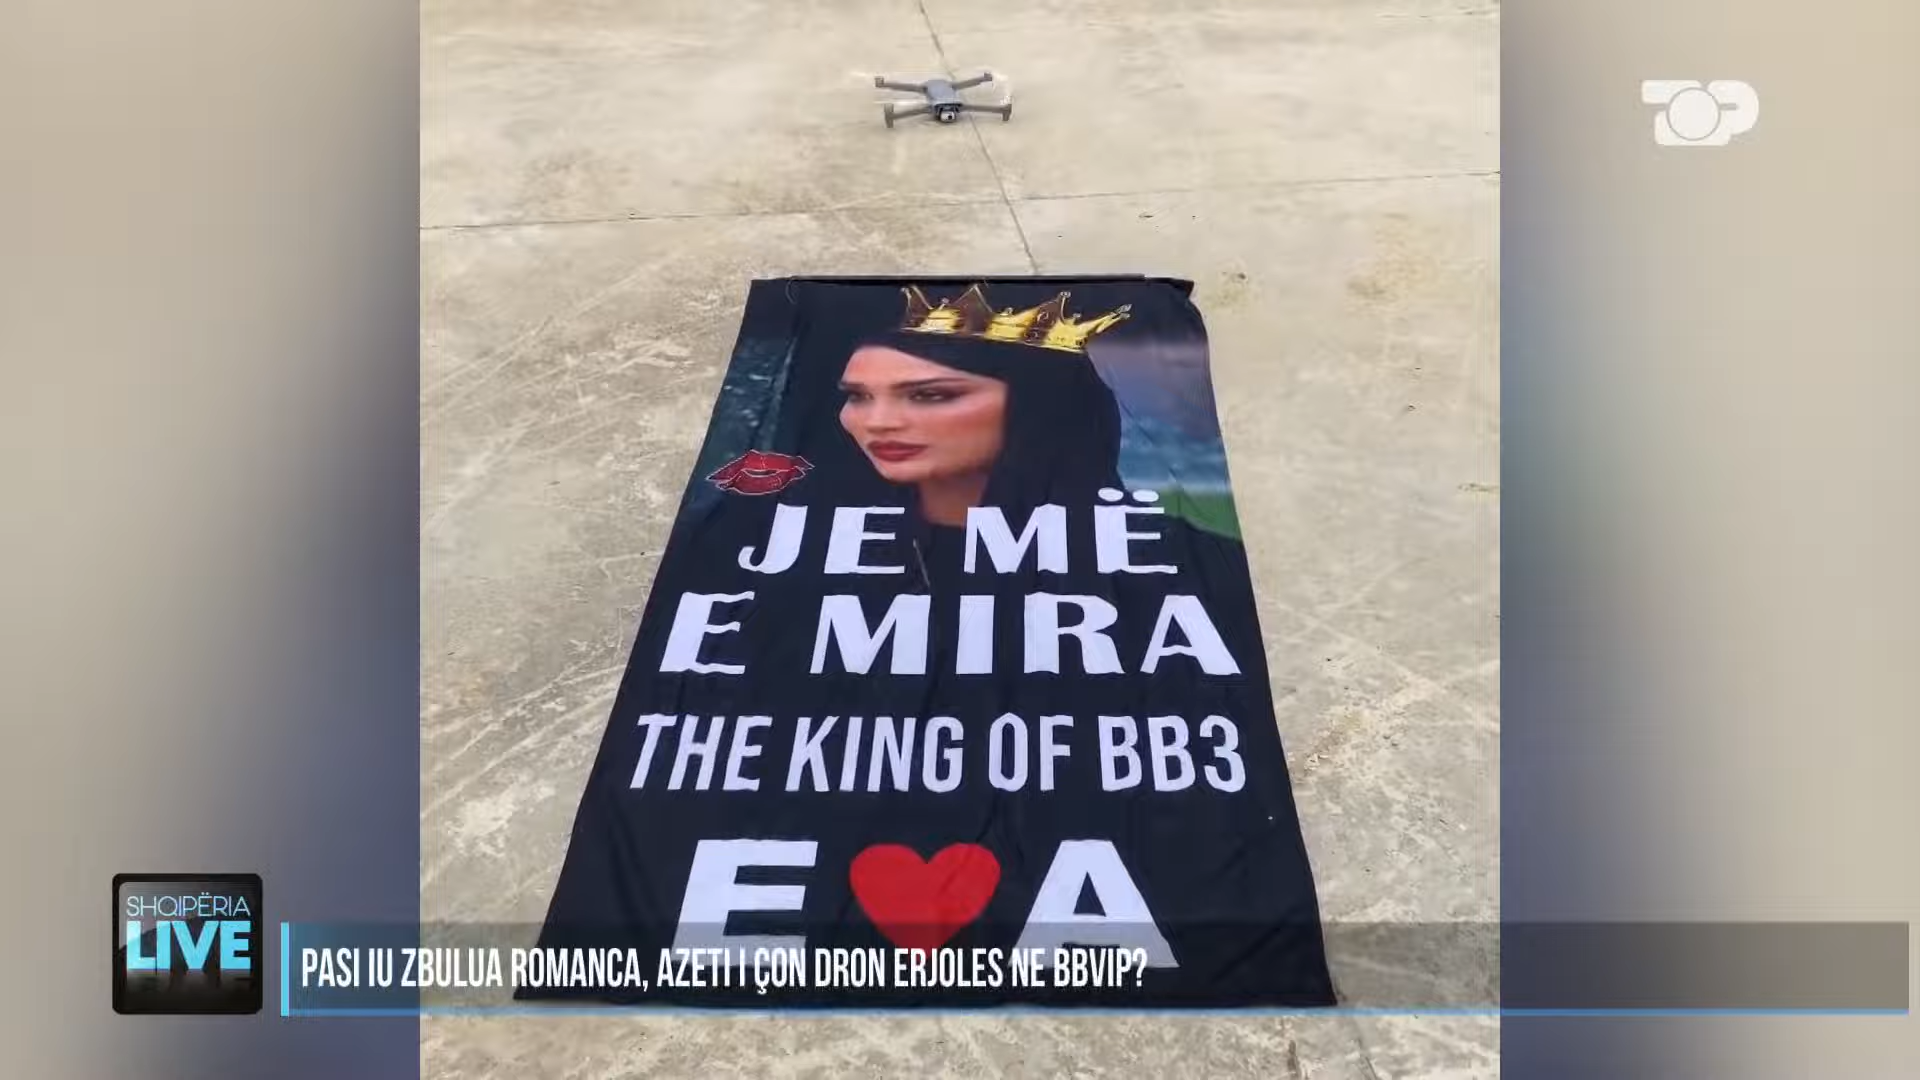 TOP
JE MË
E MIRA
THE KING OF BB3
E A
SHQIPËRIA
LIVE
PASI IU ZBULUA ROMANCA, AZETI I ÇON DRON ERJOLES NE BBVIP?